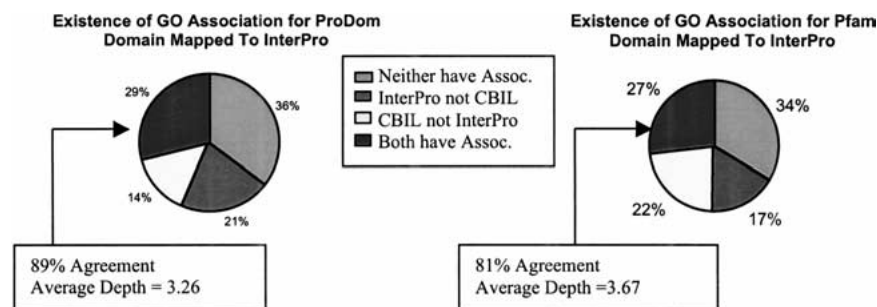 Existence of GO Association for ProDom
Domain Mapped To InterPro
29%
36%
14%
21%
89% Agreement
Average Depth = 3.26
Neither have Assoc.
InterPro not CBIL
CBIL not InterPro
Both have Assoc.
Existence of GO Association for Pfam
Domain Mapped To InterPro
27%
34%
22%
17%
81% Agreement
Average Depth =3.67